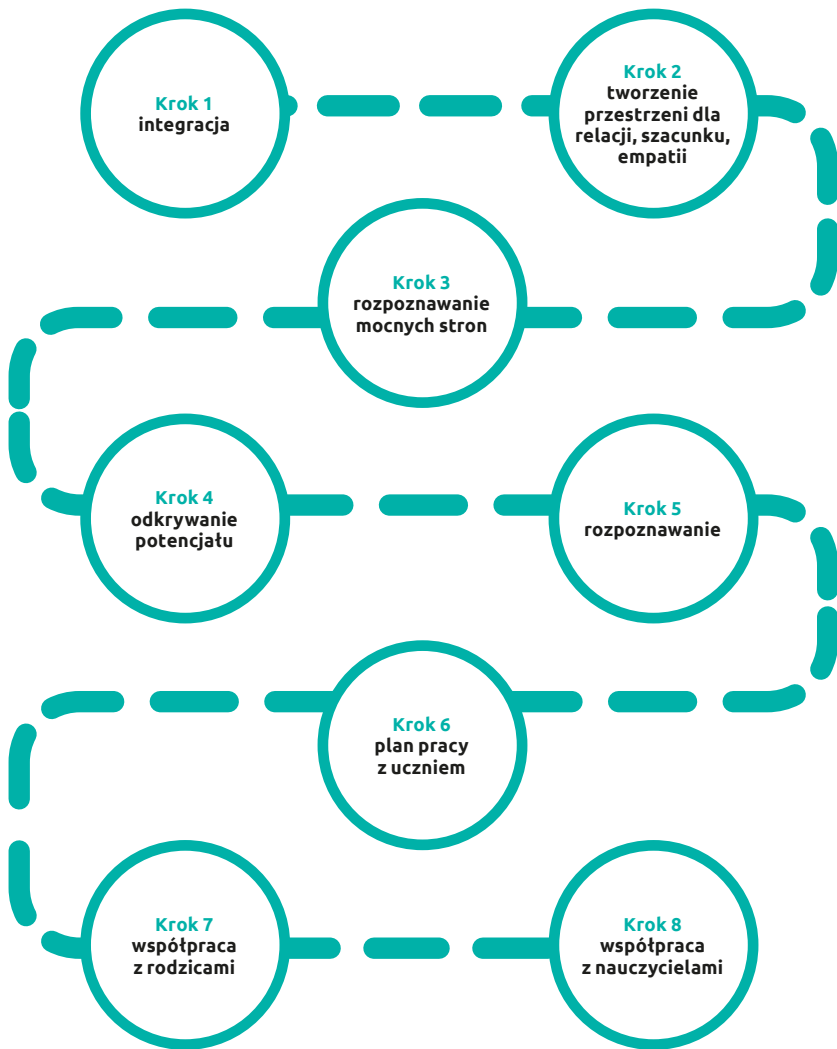 Krok 1
integracja
Krok 2
tworzenie
przestrzeni dla
relacji, szacunku,
empatii
Krok 3
rozpoznawanie
mocnych stron
Krok 4
odkrywanie
potencjału
Krok 5
rozpoznawanie
Krok 6
plan pracy
z uczniem
Krok 7
współpraca
z rodzicami
Krok 8
współpraca
z nauczycielami